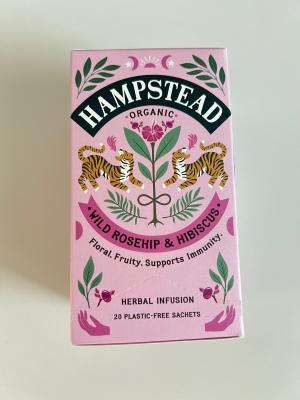 HAMPSTEAD
•ORGANIC•
•WILD ROSEHIP & HIBISCUS•
Floral. Fruity. Supports Immunity.
HERBAL INFUSION
20 PLASTIC-FREE SACHETS